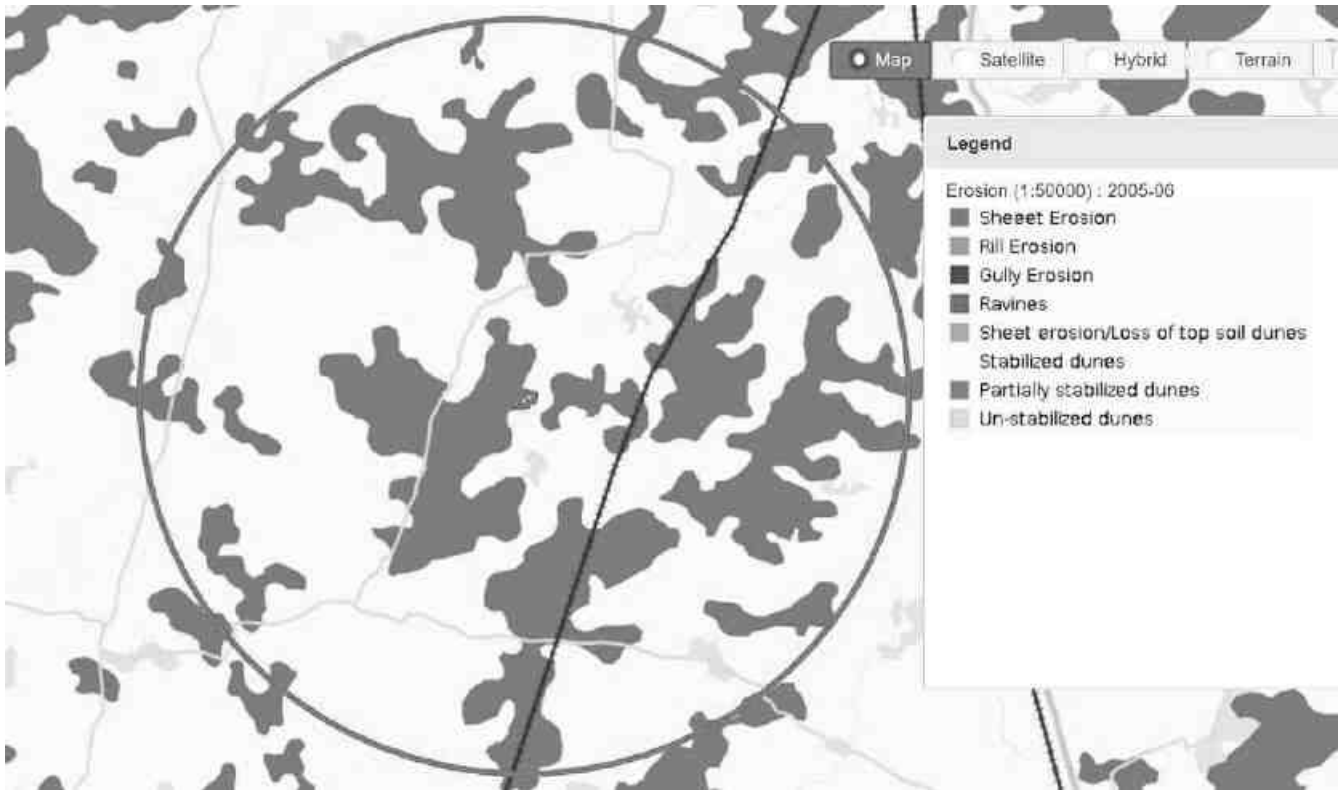 Map Satellite Hybrid Terrain
Legend
Erosion (1:50000) : 2005-06
Sheeet Erosion
Rill Erosion
Gully Erosion
Ravines
Sheet erosion/Loss of top soil dunes
Stabilized dunes
Partially stabilized dunes
Un-stabilized dunes